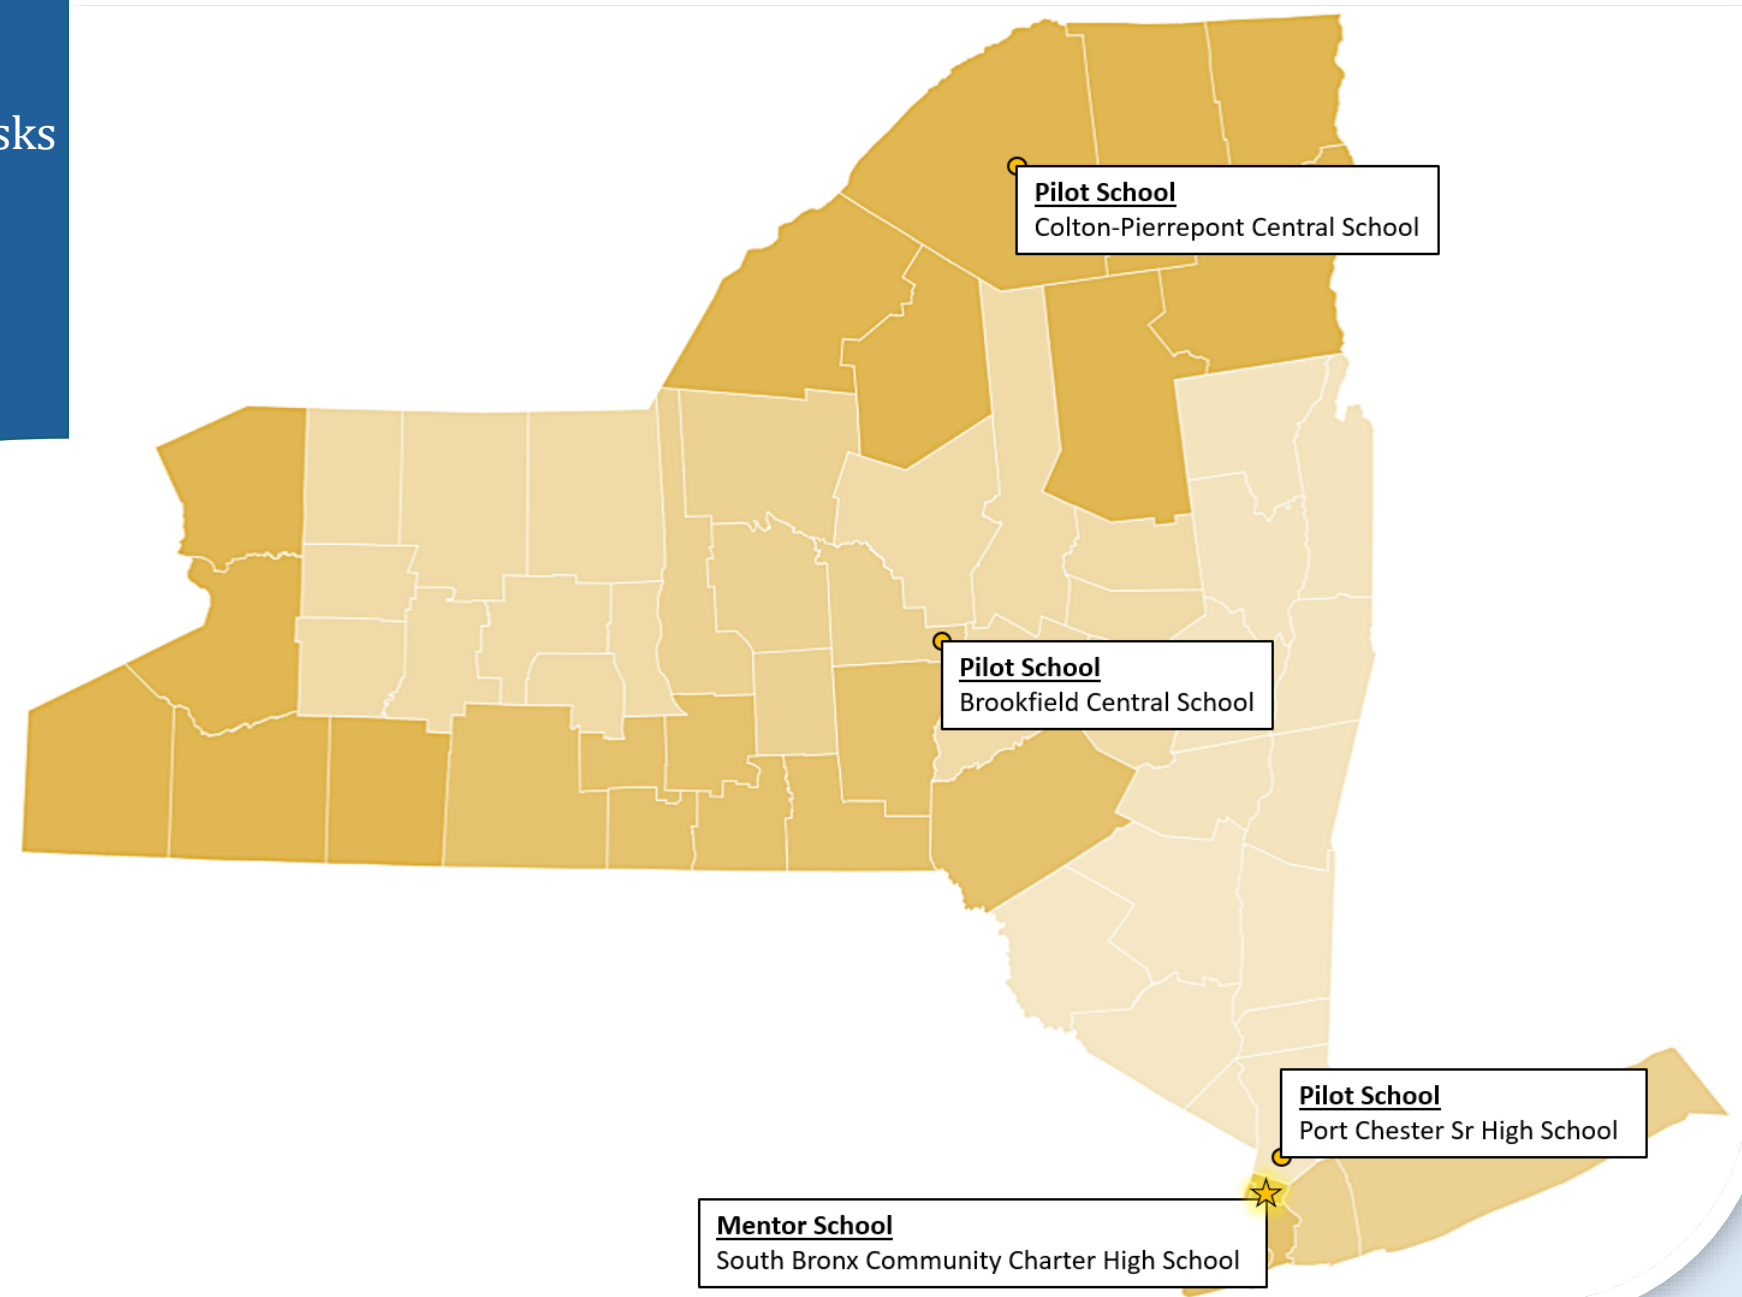 sks
Pilot School
Colton-Pierrepont Central School
Pilot School
Brookfield Central School
Pilot School
Port Chester Sr High School
Mentor School
South Bronx Community Charter High School